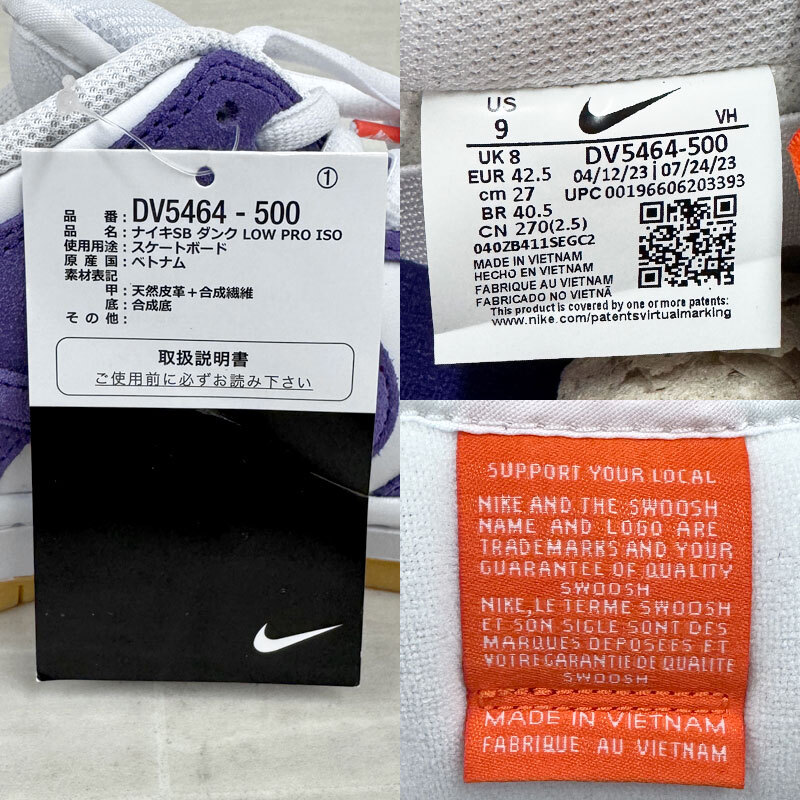 ①
品番：DV5464 - 500
品名：ナイキSB ダンク LOW PRO ISO
使用用途：スケートボード
原産国：ベトナム
素材表記
甲：天然皮革＋合成繊維
底：合成底
その他：
取扱説明書
ご使用前に必ずお読み下さい
US
9
VH
UK 8
DV5464-500
EUR 42.5
04/12/23 | 07/24/23
cm 27
UPC 00196606203393
BR 40.5
CN 270(2.5)
040ZB411SEGC2
MADE IN VIETNAM
HECHO EN VIETNAM
FABRIQUE AU VIETNAM
FABRICADO NO VIETNÃ
This product is covered by one or more patents:
www.nike.com/patentsvirtualmarking
SUPPORT YOUR LOCAL
NIKE AND THE SWOOSH
NAME AND LOGO ARE
TRADEMARKS AND YOUR
GUARANTEE OF QUALITY
SWOOSH
NIKE,LE TERME SWOOSH
ET SON SIGLE SONT DES
MARQUES DEPOSEES ET
VOTRE GARANTIE DE QUALITE
SWOOSH
MADE IN VIETNAM
FABRIQUE AU VIETNAM